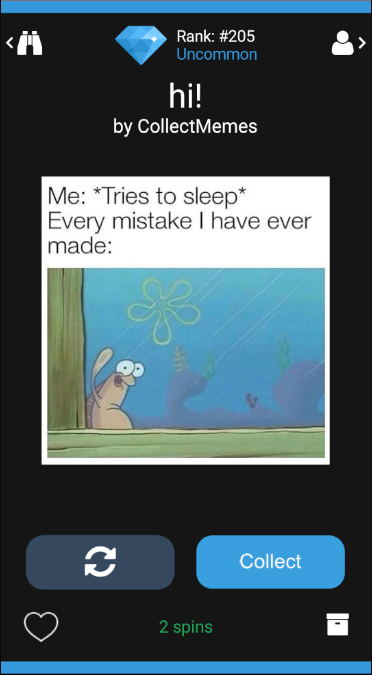 Rank: #205
Uncommon
hi!
by CollectMemes
Me: *Tries to sleep*
Every mistake I have ever
made:
Collect
2 spins